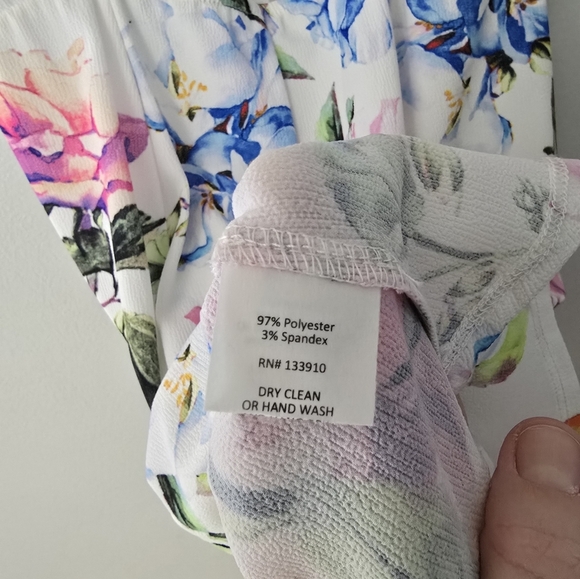 97% Polyester
3% Spandex
RN# 133910
DRY CLEAN
OR HAND WASH